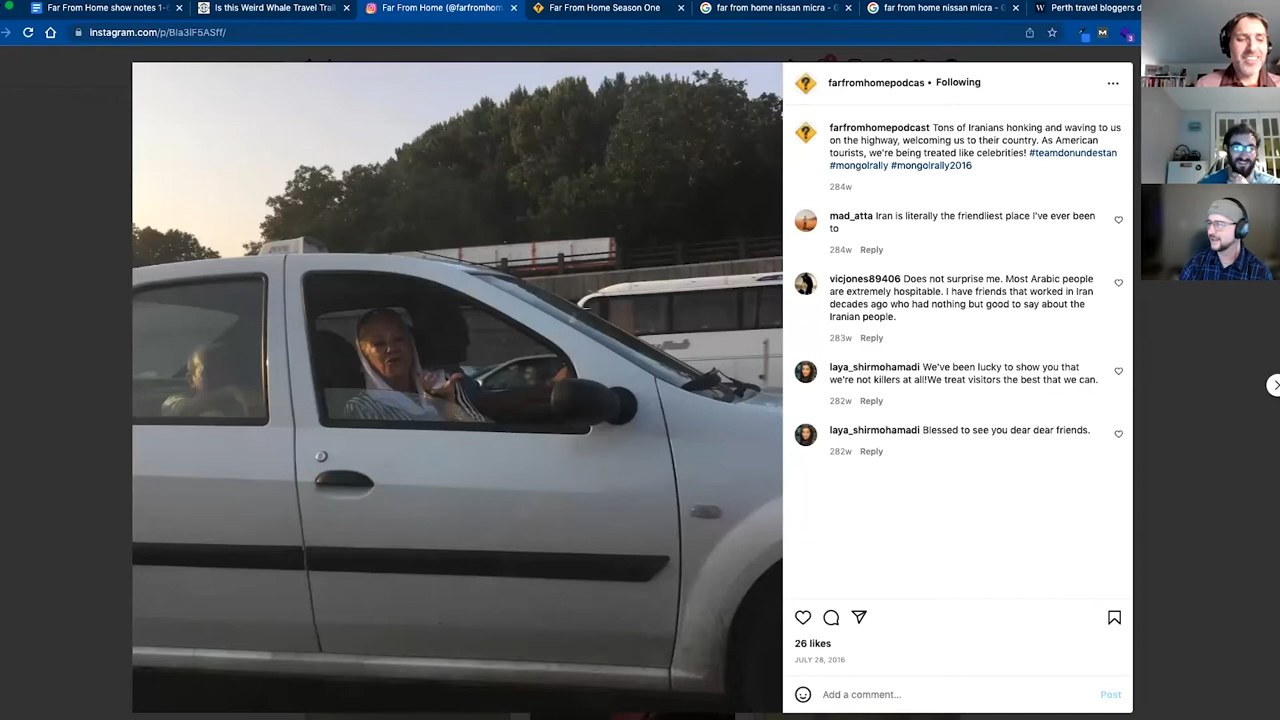 Far From Home show notes 1-6
Is this Weird Whale Travel Trail
Far From Home (@farfromhom
Far From Home Season One
far from home nissan micra - G
far from home nissan micra - G
Perth travel bloggers d
Instagram.com/p/BIa3lF5ASff/
farfromhomepodcas • Following
farfromhomepodcast Tons of Iranians honking and waving to us
on the highway, welcoming us to their country. As American
tourists, we're being treated like celebrities! #teamdonundestan
#mongolrally #mongolrally2016
284w
mad_atta Iran is literally the friendliest place I've ever been
to
284w Reply
vicjones89406 Does not surprise me. Most Arabic people
are extremely hospitable. I have friends that worked in Iran
decades ago who had nothing but good to say about the
Iranian people.
283w Reply
laya_shirmohamadi We've been lucky to show you that
we're not killers at all!We treat visitors the best that we can.
282w Reply
laya_shirmohamadi Blessed to see you dear dear friends.
282w Reply
26 likes
JULY 28, 2016
Add a comment...
Post